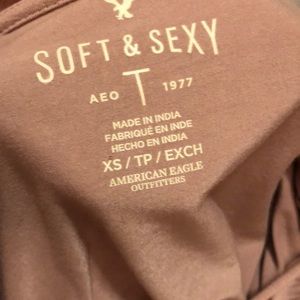 SOFT & SEXY
AEO T 1977
MADE IN INDIA
FABRIQUÉ EN INDE
HECHO EN INDIA
XS / TP / EXCH
AMERICAN EAGLE
OUTFITTERS